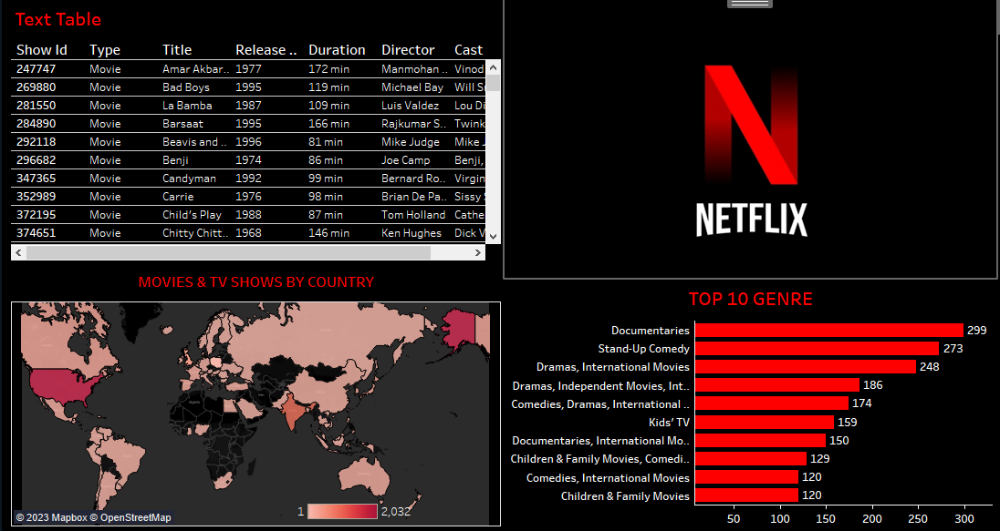 Text Table
Show Id Type Title Release .. Duration Director Cast
247747 Movie Amar Akbar.. 1977 172 min Manmohan .. Vinod
269880 Movie Bad Boys 1995 119 min Michael Bay Will S
281550 Movie La Bamba 1987 109 min Luis Valdez Lou Di
284890 Movie Barsaat 1995 166 min Rajkumar S.. Twink
292118 Movie Beavis and .. 1996 81 min Mike Judge Mike
296682 Movie Benji 1974 86 min Joe Camp Benji,
347365 Movie Candyman 1992 99 min Bernard Ro.. Virgin
352989 Movie Carrie 1976 98 min Brian De Pa.. Sissy
372195 Movie Child's Play 1988 87 min Tom Holland Cathe
374651 Movie Chitty Chitt.. 1968 146 min Ken Hughes Dick V
NETFLIX
MOVIES & TV SHOWS BY COUNTRY
1 2,032
© 2023 Mapbox © OpenStreetMap
TOP 10 GENRE
Documentaries 299
Stand-Up Comedy 273
Dramas, International Movies 248
Dramas, Independent Movies, Int.. 186
Comedies, Dramas, International .. 174
Kids' TV 159
Documentaries, International Mo.. 150
Children & Family Movies, Comedi.. 129
Comedies, International Movies 120
Children & Family Movies 120
50 100 150 200 250 300